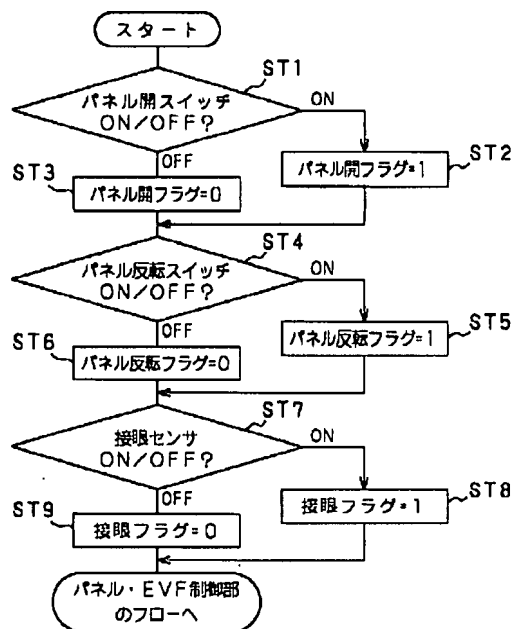 スタート
ST1
パネル開スイッチ
ON/OFF?
ON
OFF
ST2
パネル開フラグ=1
ST3
パネル開フラグ=0
ST4
パネル反転スイッチ
ON/OFF?
ON
OFF
ST5
パネル反転フラグ=1
ST6
パネル反転フラグ=0
ST7
接眼センサ
ON/OFF?
ON
OFF
ST8
接眼フラグ=1
ST9
接眼フラグ=0
パネル・EVF制御部
のフローへ